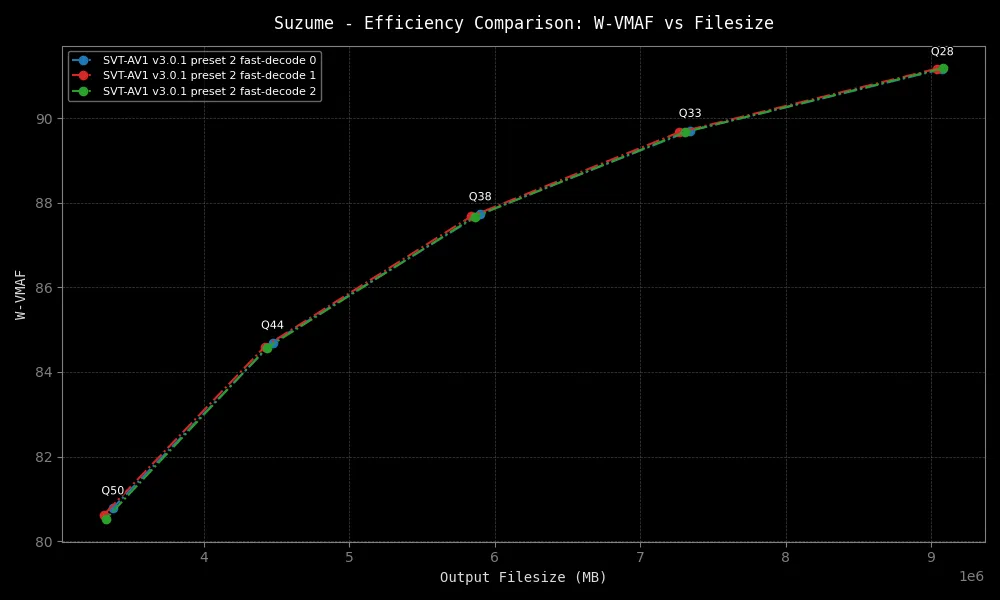 Suzume - Efficiency Comparison: W-VMAF vs Filesize
SVT-AV1 v3.0.1 preset 2 fast-decode 0
SVT-AV1 v3.0.1 preset 2 fast-decode 1
SVT-AV1 v3.0.1 preset 2 fast-decode 2
Q28
Q33
Q38
Q44
Q50
90
88
86
84
82
80
W-VMAF
4 5 6 7 8 9
1e6
Output Filesize (MB)